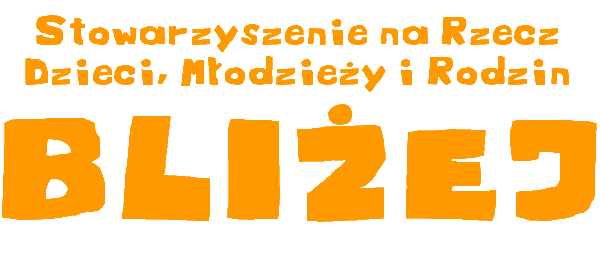 Stowarzyszenie na Rzecz
Dzieci, Młodzieży i Rodzin
BLIŻEJ